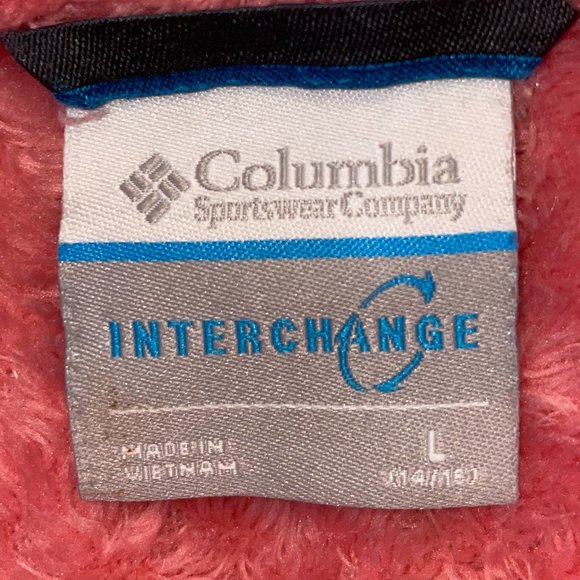 Columbia
Sportswear Company
INTERCHANGE
MADE IN
VIETNAM
L
(14/16)